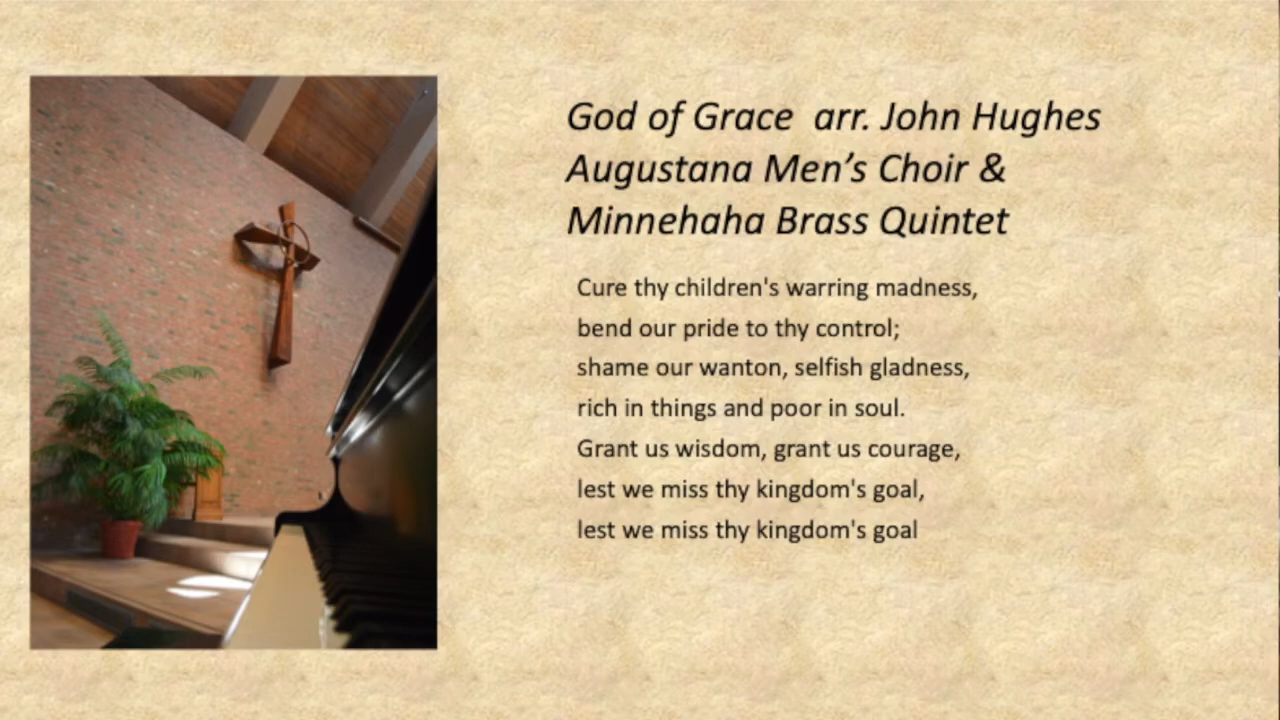 God of Grace  arr. John Hughes
Augustana Men’s Choir &
Minnehaha Brass Quintet
Cure thy children's warring madness,
bend our pride to thy control;
shame our wanton, selfish gladness,
rich in things and poor in soul.
Grant us wisdom, grant us courage,
lest we miss thy kingdom's goal,
lest we miss thy kingdom's goal